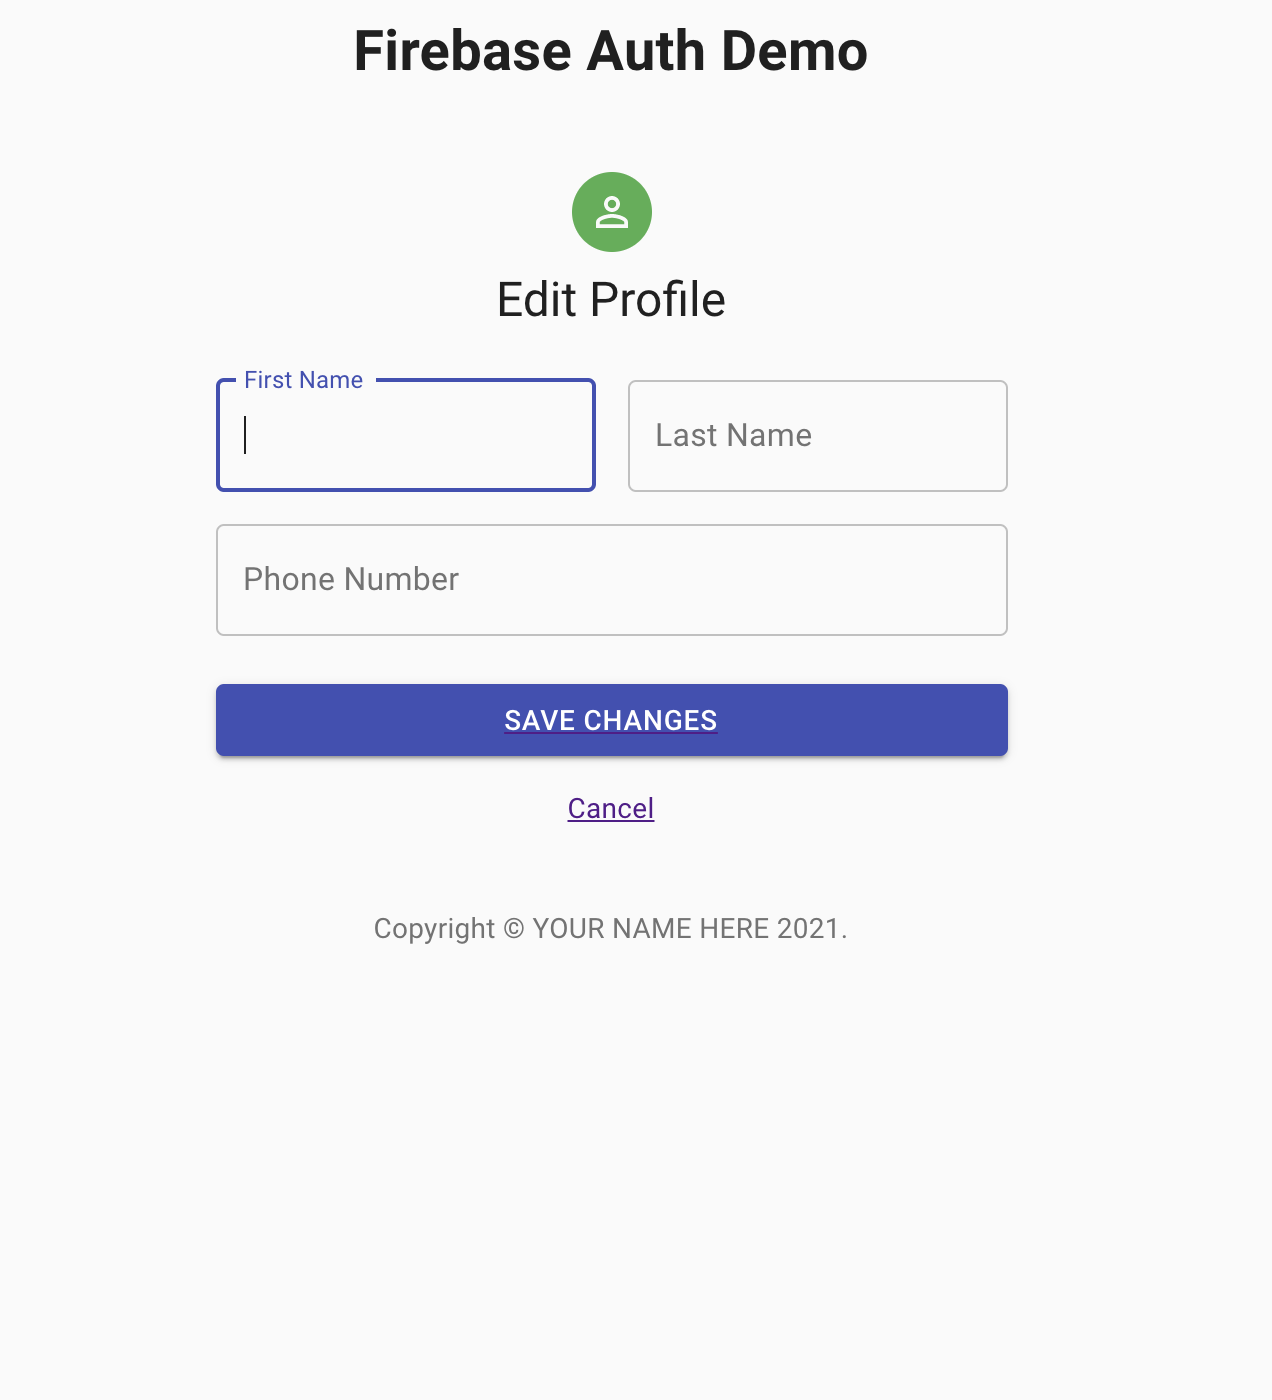 Firebase Auth Demo
Edit Profile
First Name
Last Name
Phone Number
SAVE CHANGES
Cancel
Copyright © YOUR NAME HERE 2021.